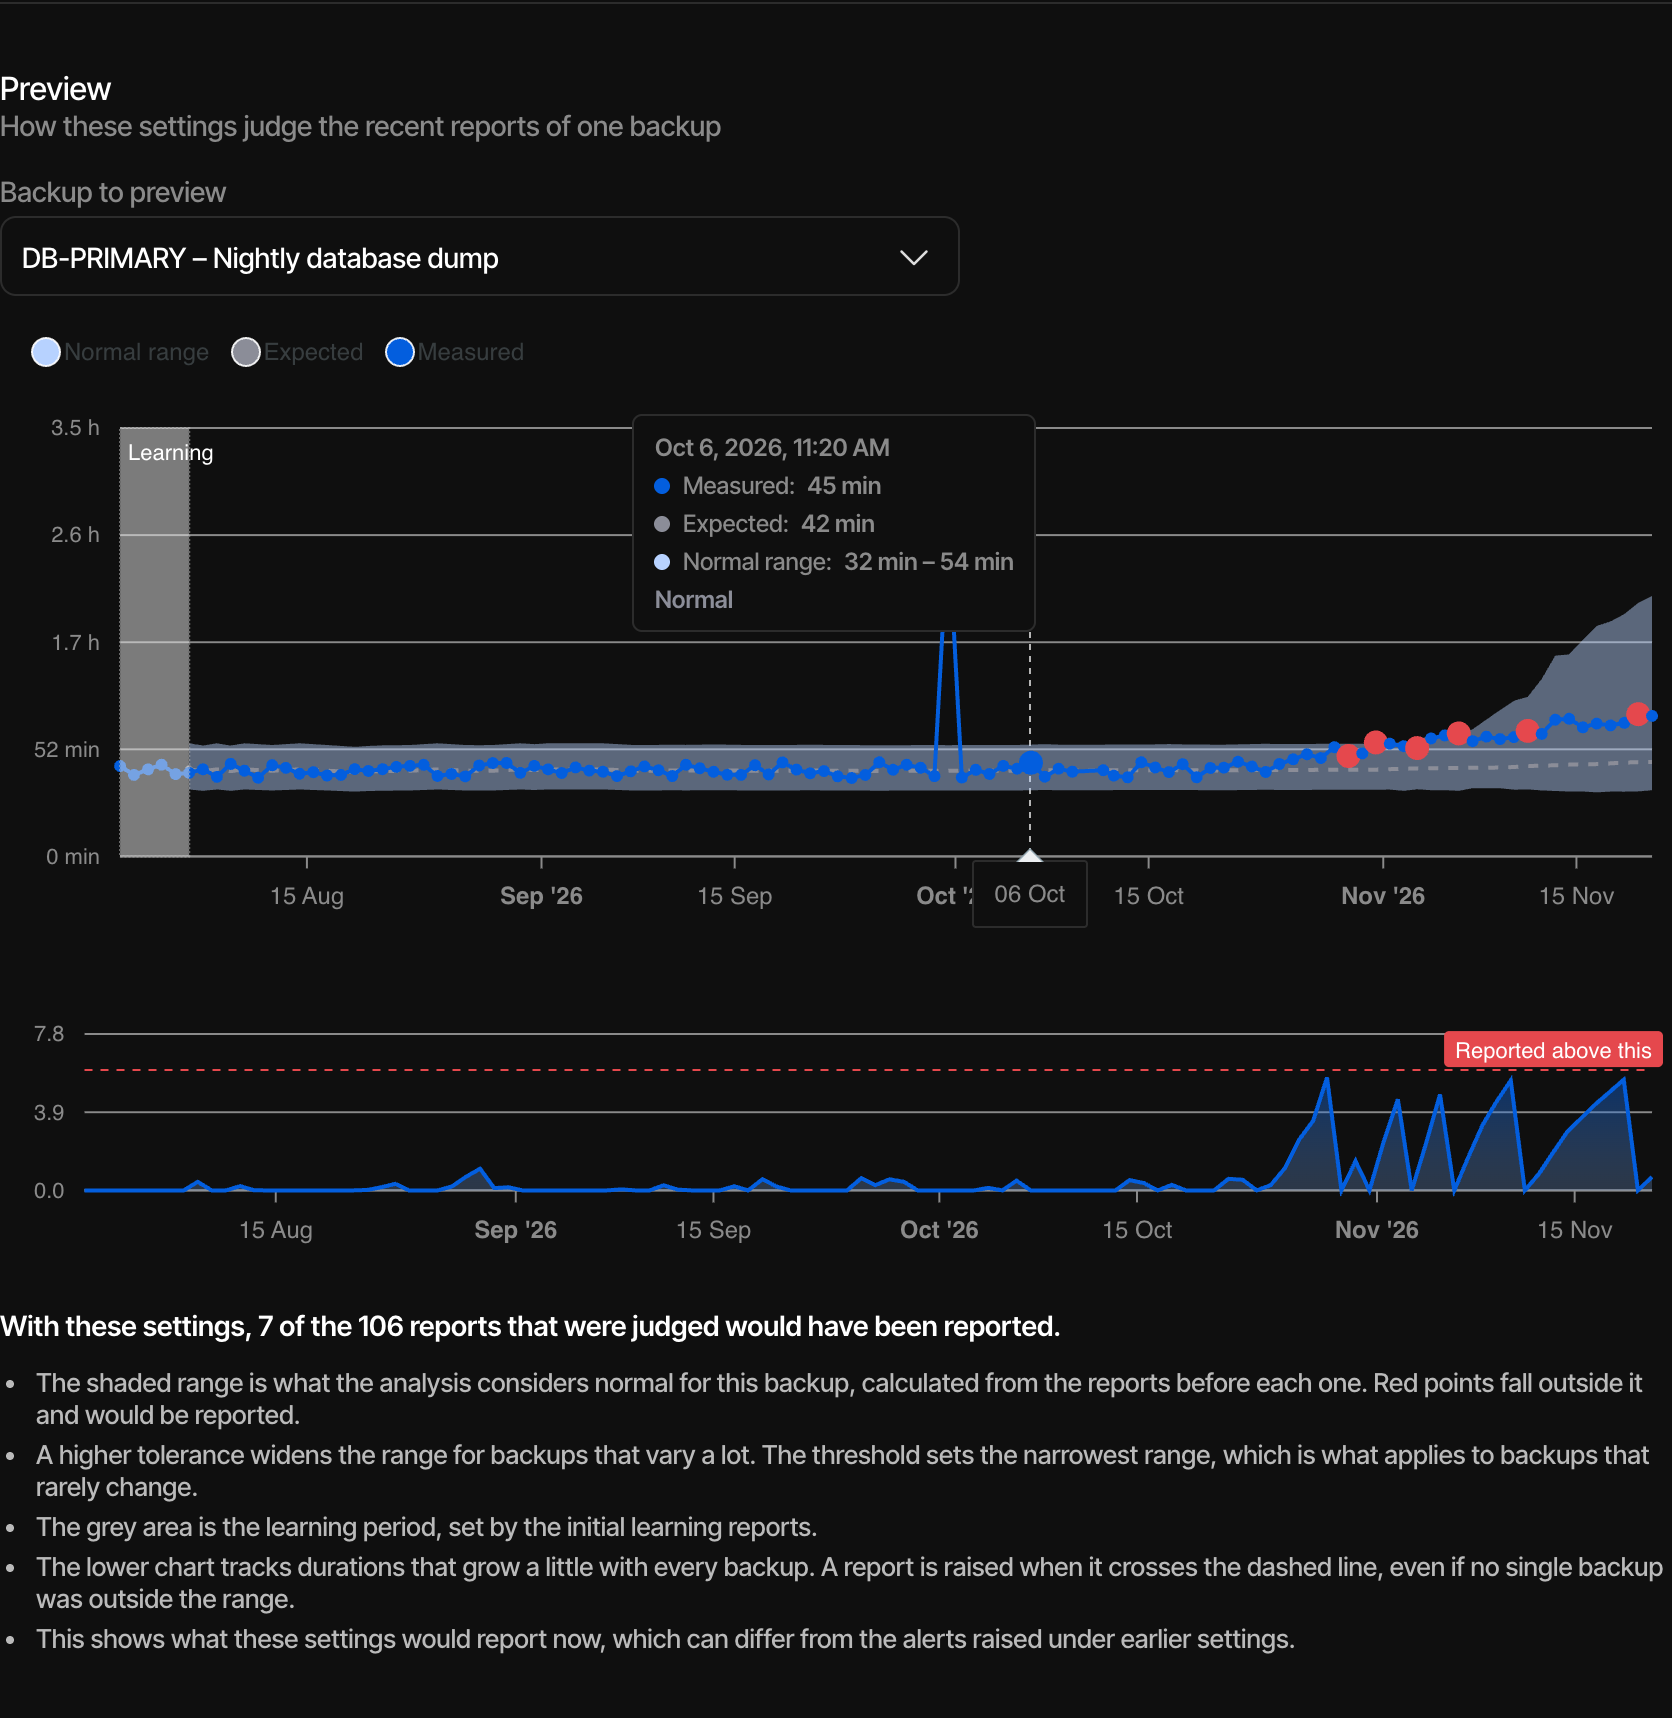 Preview
How these settings judge the recent reports of one backup
Backup to preview
DB-PRIMARY – Nightly database dump
Normal range Expected Measured
3.5 h
Learning
2.6 h
1.7 h
52 min
0 min
Oct 6, 2026, 11:20 AM
Measured: 45 min
Expected: 42 min
Normal range: 32 min – 54 min
Normal
15 Aug Sep '26 15 Sep Oct '2 06 Oct 15 Oct Nov '26 15 Nov
7.8
Reported above this
3.9
0.0
15 Aug Sep '26 15 Sep Oct '26 15 Oct Nov '26 15 Nov
With these settings, 7 of the 106 reports that were judged would have been reported.
• The shaded range is what the analysis considers normal for this backup, calculated from the reports before each one. Red points fall outside it
and would be reported.
• A higher tolerance widens the range for backups that vary a lot. The threshold sets the narrowest range, which is what applies to backups that
rarely change.
• The grey area is the learning period, set by the initial learning reports.
• The lower chart tracks durations that grow a little with every backup. A report is raised when it crosses the dashed line, even if no single backup
was outside the range.
• This shows what these settings would report now, which can differ from the alerts raised under earlier settings.